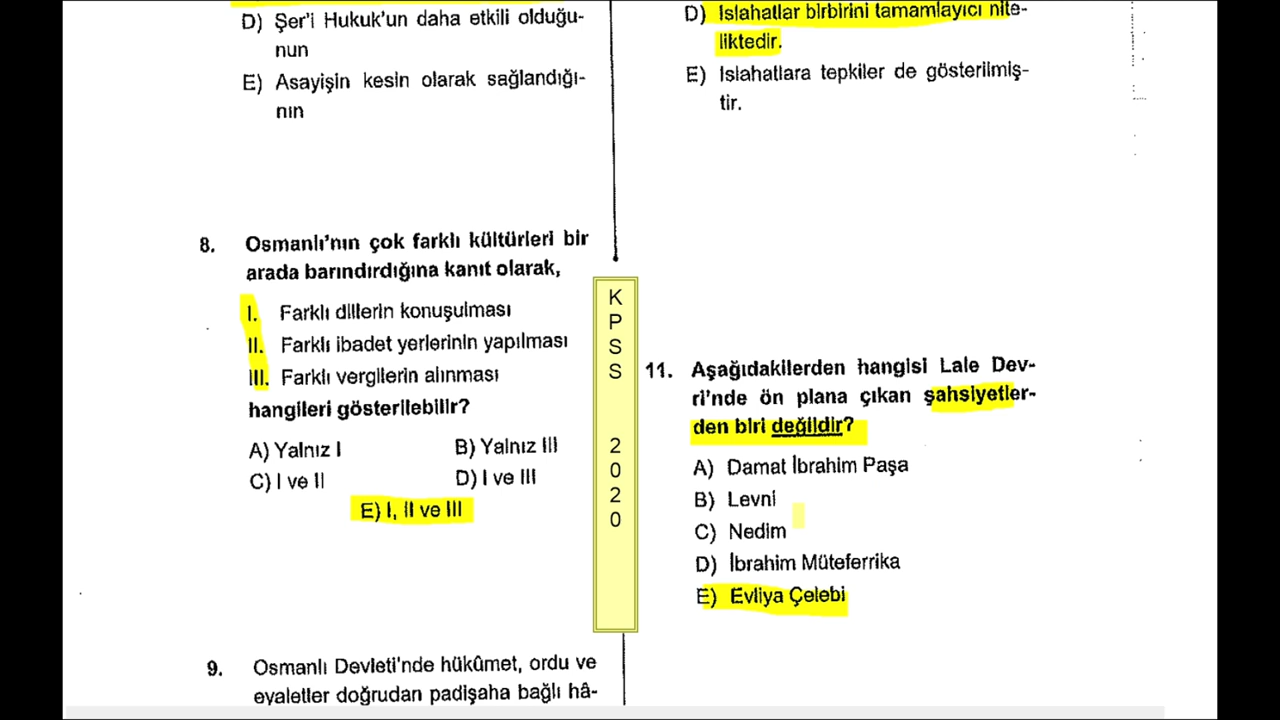 D) Şer'i Hukuk'un daha etkili olduğu-
nun
E) Asayişin kesin olarak sağlandığı-
nın
8. Osmanlı'nın çok farklı kültürleri bir
arada barındırdığına kanıt olarak,
I. Farklı dillerin konuşulması
II. Farklı ibadet yerlerinin yapılması
III. Farklı vergilerin alınması
hangileri gösterilebilir?
A) Yalnız I B) Yalnız III
C) I ve II D) I ve III
E) I, II ve III
9. Osmanlı Devleti'nde hükûmet, ordu ve
eyaletler doğrudan padişaha bağlı hâ-
KPSS 2020
D) Islahatlar birbirini tamamlayıcı nite-
liktedir.
E) Islahatlara tepkiler de gösterilmiş-
tir.
11. Aşağıdakilerden hangisi Lale Dev-
ri'nde ön plana çıkan şahsiyetler-
den biri değildir?
A) Damat İbrahim Paşa
B) Levni
C) Nedim
D) İbrahim Müteferrika
E) Evliya Çelebi